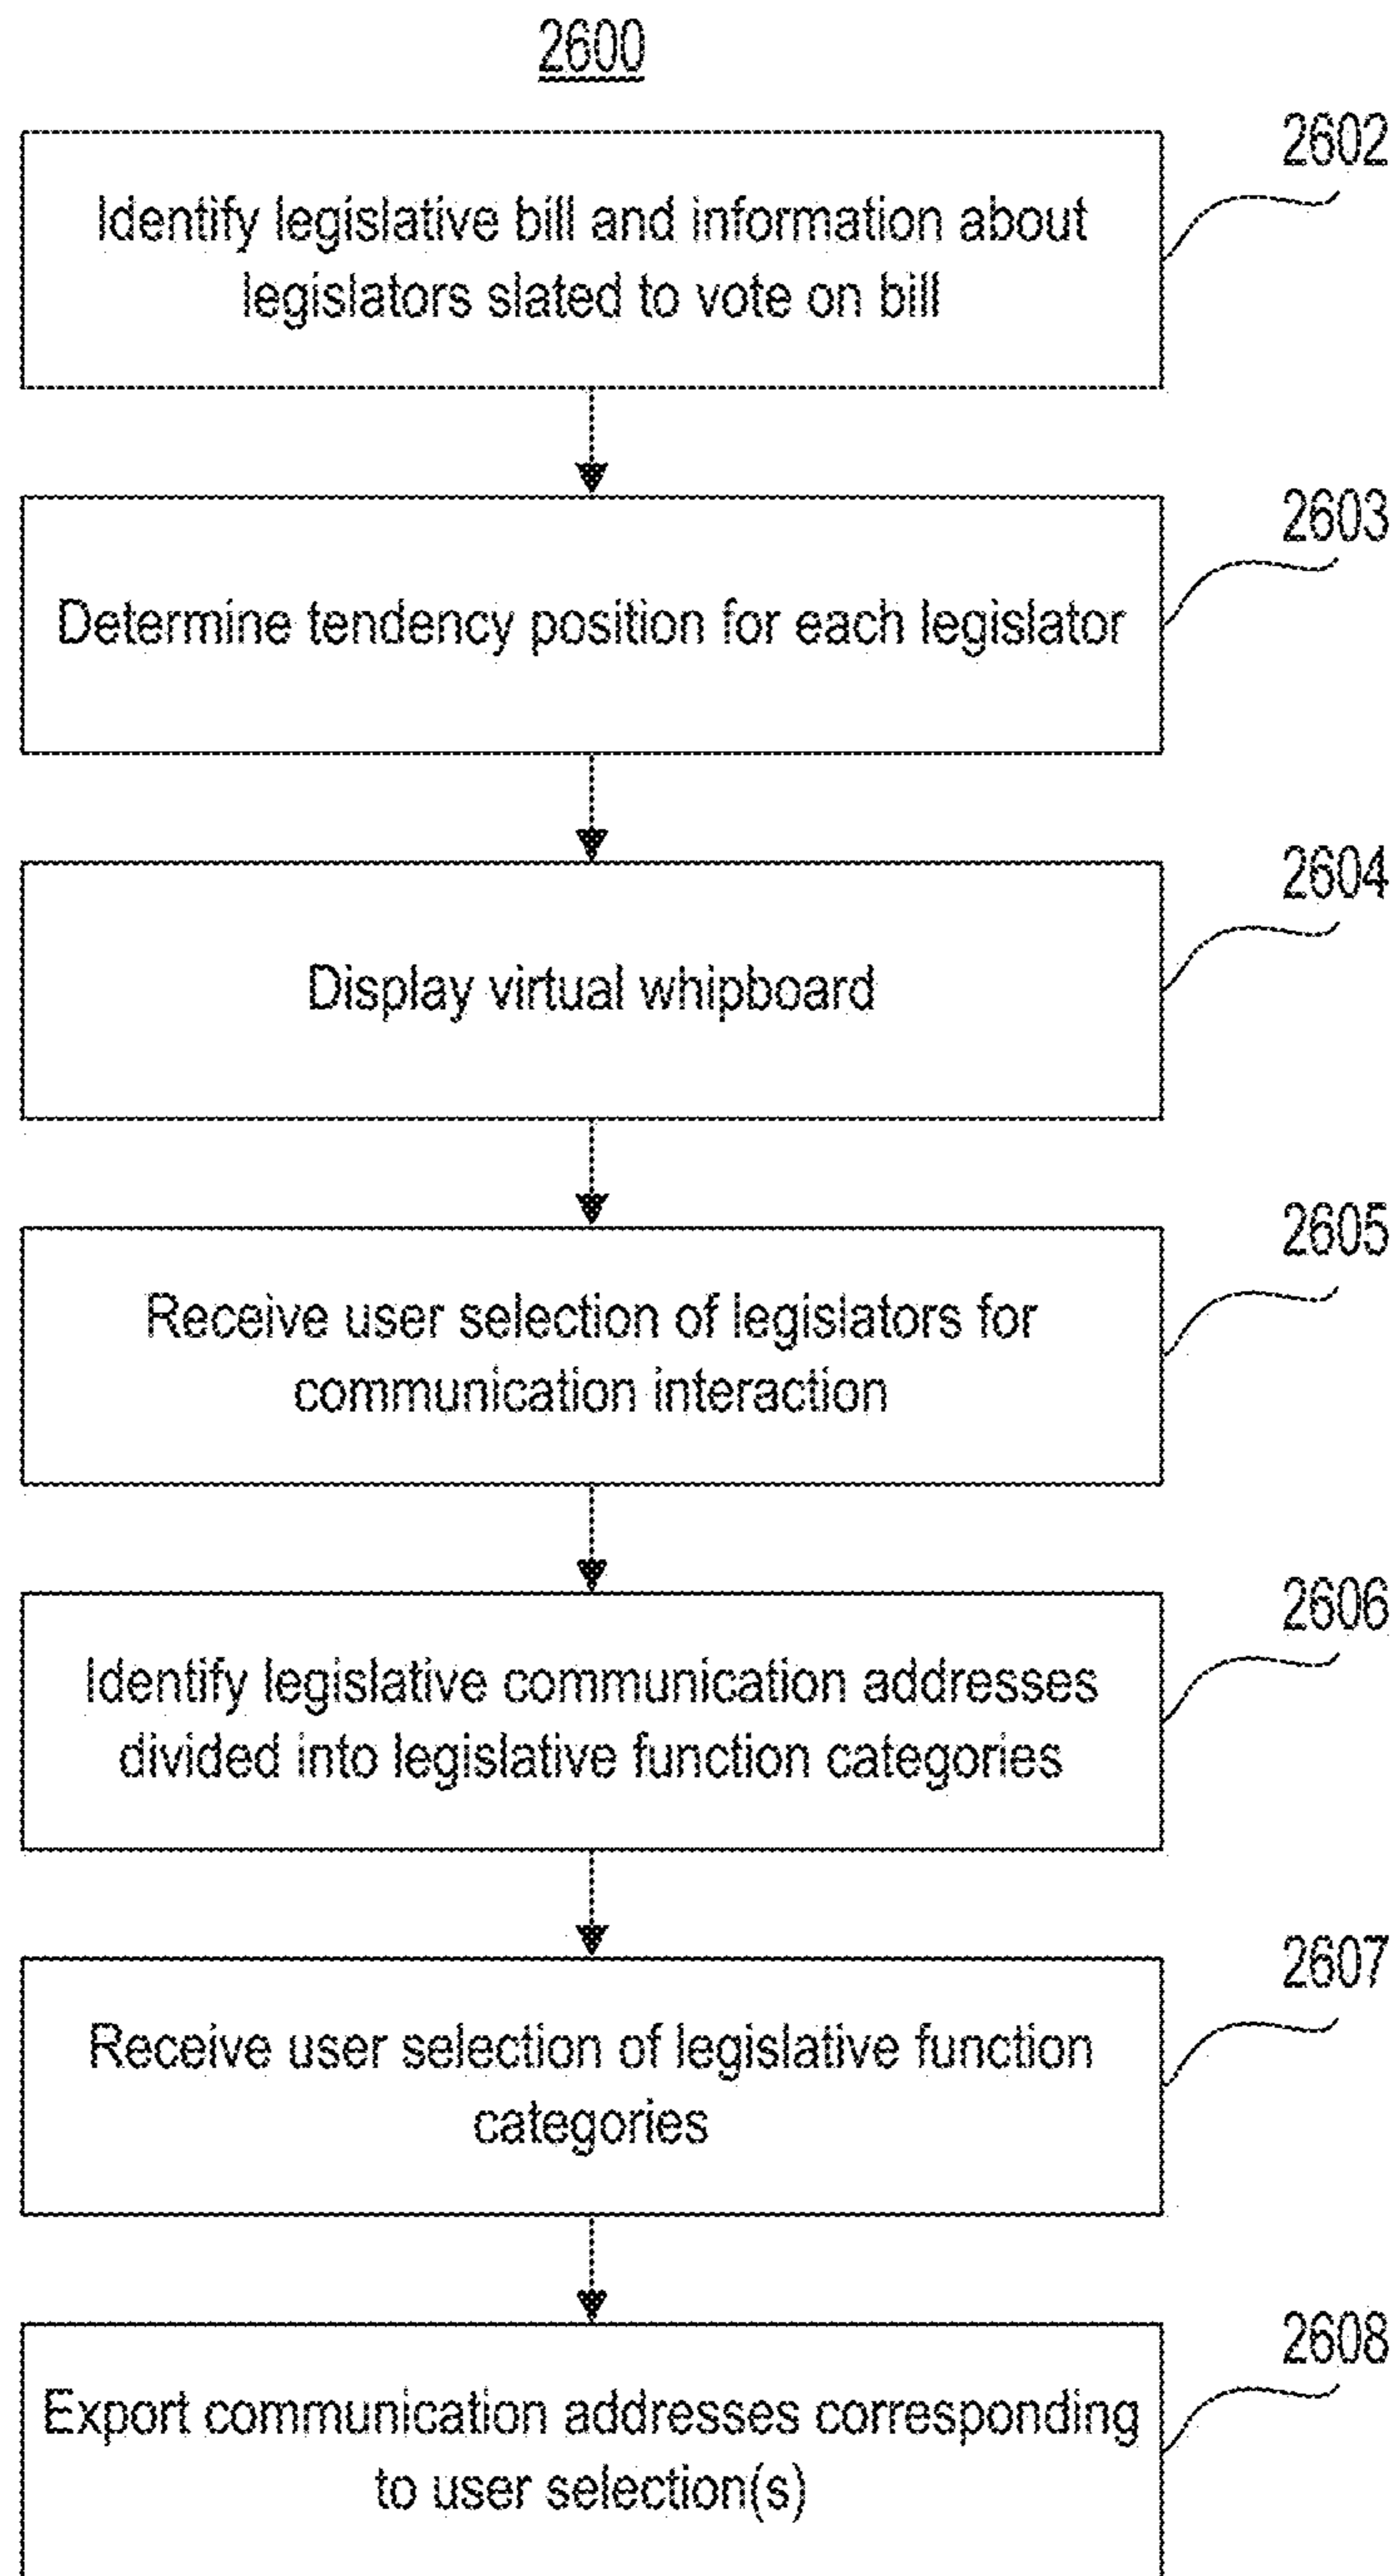 2600
2602
Identify legislative bill and information about
legislators slated to vote on bill
2603
Determine tendency position for each legislator
2604
Display virtual whipboard
2605
Receive user selection of legislators for
communication interaction
2606
Identify legislative communication addresses
divided into legislative function categories
2607
Receive user selection of legislative function
categories
2608
Export communication addresses corresponding
to user selection(s)